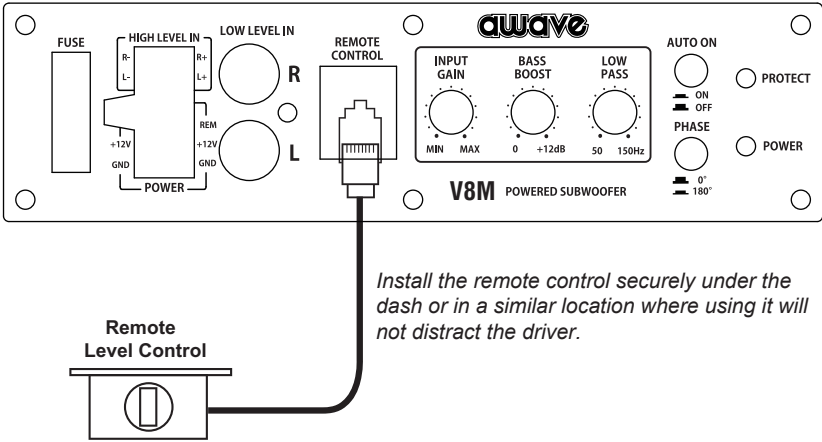 FUSE
HIGH LEVEL IN
R- R+
L- L+
REM
+12V +12V
GND GND
POWER
LOW LEVEL IN
R
L
REMOTE
CONTROL
awave
INPUT
GAIN
MIN MAX
BASS
BOOST
0 +12dB
LOW
PASS
50 150Hz
V8M POWERED SUBWOOFER
AUTO ON
ON
OFF
PHASE
0°
180°
PROTECT
POWER
Install the remote control securely under the
dash or in a similar location where using it will
not distract the driver.
Remote
Level Control